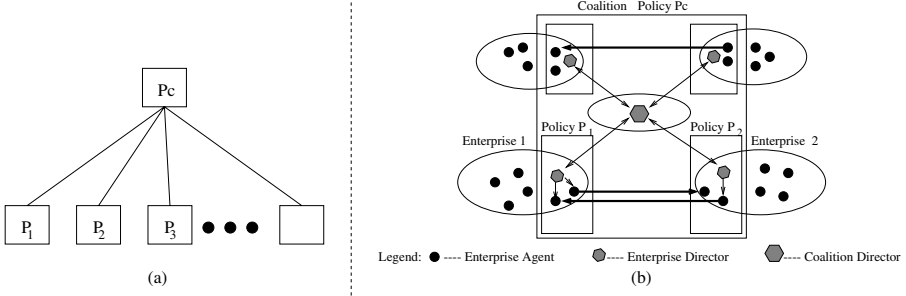 Coalition Policy Pc
Pc
Enterprise 1
Policy P1
Policy P2
Enterprise 2
P1
P2
P3
Legend: ---- Enterprise Agent ---- Enterprise Director ---- Coalition Director
(a)
(b)